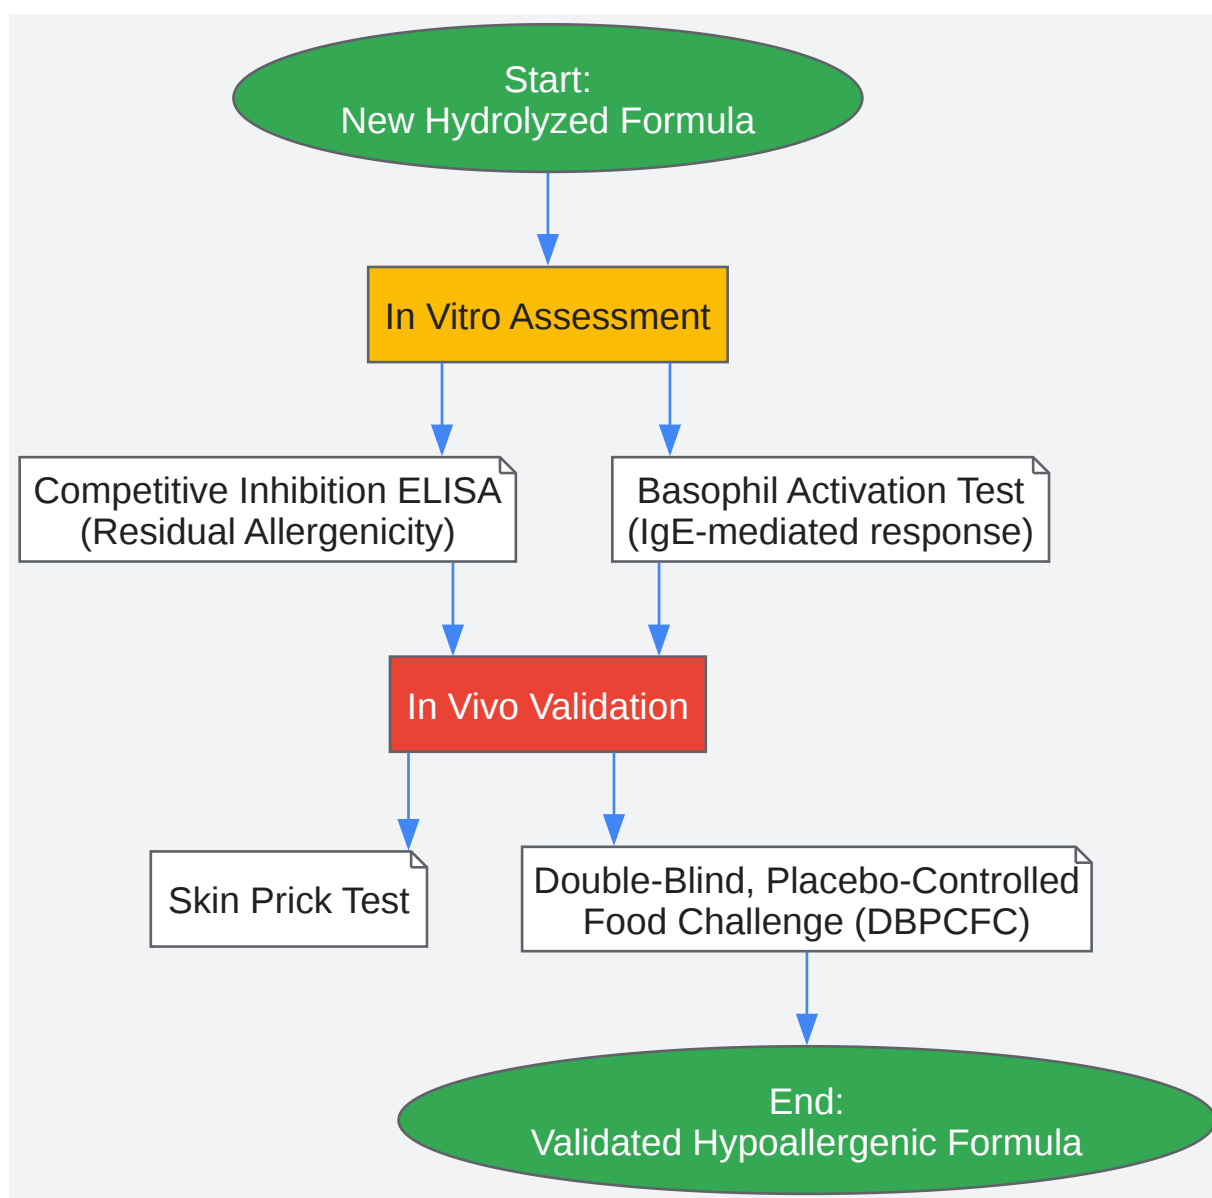 Start:
New Hydrolyzed Formula
In Vitro Assessment
Competitive Inhibition ELISA
(Residual Allergenicity)
Basophil Activation Test
(IgE-mediated response)
In Vivo Validation
Skin Prick Test
Double-Blind, Placebo-Controlled
Food Challenge (DBPCFC)
End:
Validated Hypoallergenic Formula